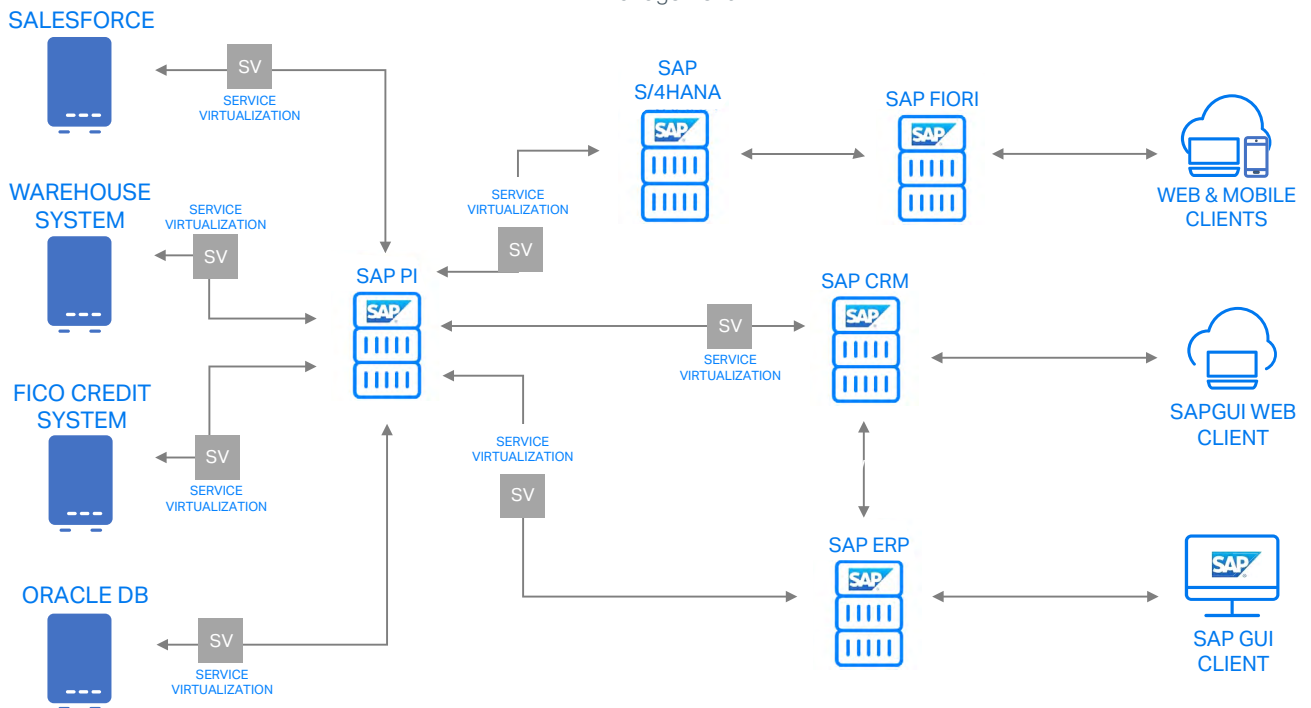 SALESFORCE
SV
SERVICE
VIRTUALIZATION
SAP
S/4HANA
SAP
SAP FIORI
SAP
WEB & MOBILE
CLIENTS
WAREHOUSE
SYSTEM
SERVICE
VIRTUALIZATION
SV
SERVICE
VIRTUALIZATION
SV
SAP PI
SAP
SAP CRM
SAP
SV
SERVICE
VIRTUALIZATION
SAPGUI WEB
CLIENT
FICO CREDIT
SYSTEM
SV
SERVICE
VIRTUALIZATION
SERVICE
VIRTUALIZATION
SV
SAP ERP
SAP
SAP
SAP GUI
CLIENT
ORACLE DB
SV
SERVICE
VIRTUALIZATION